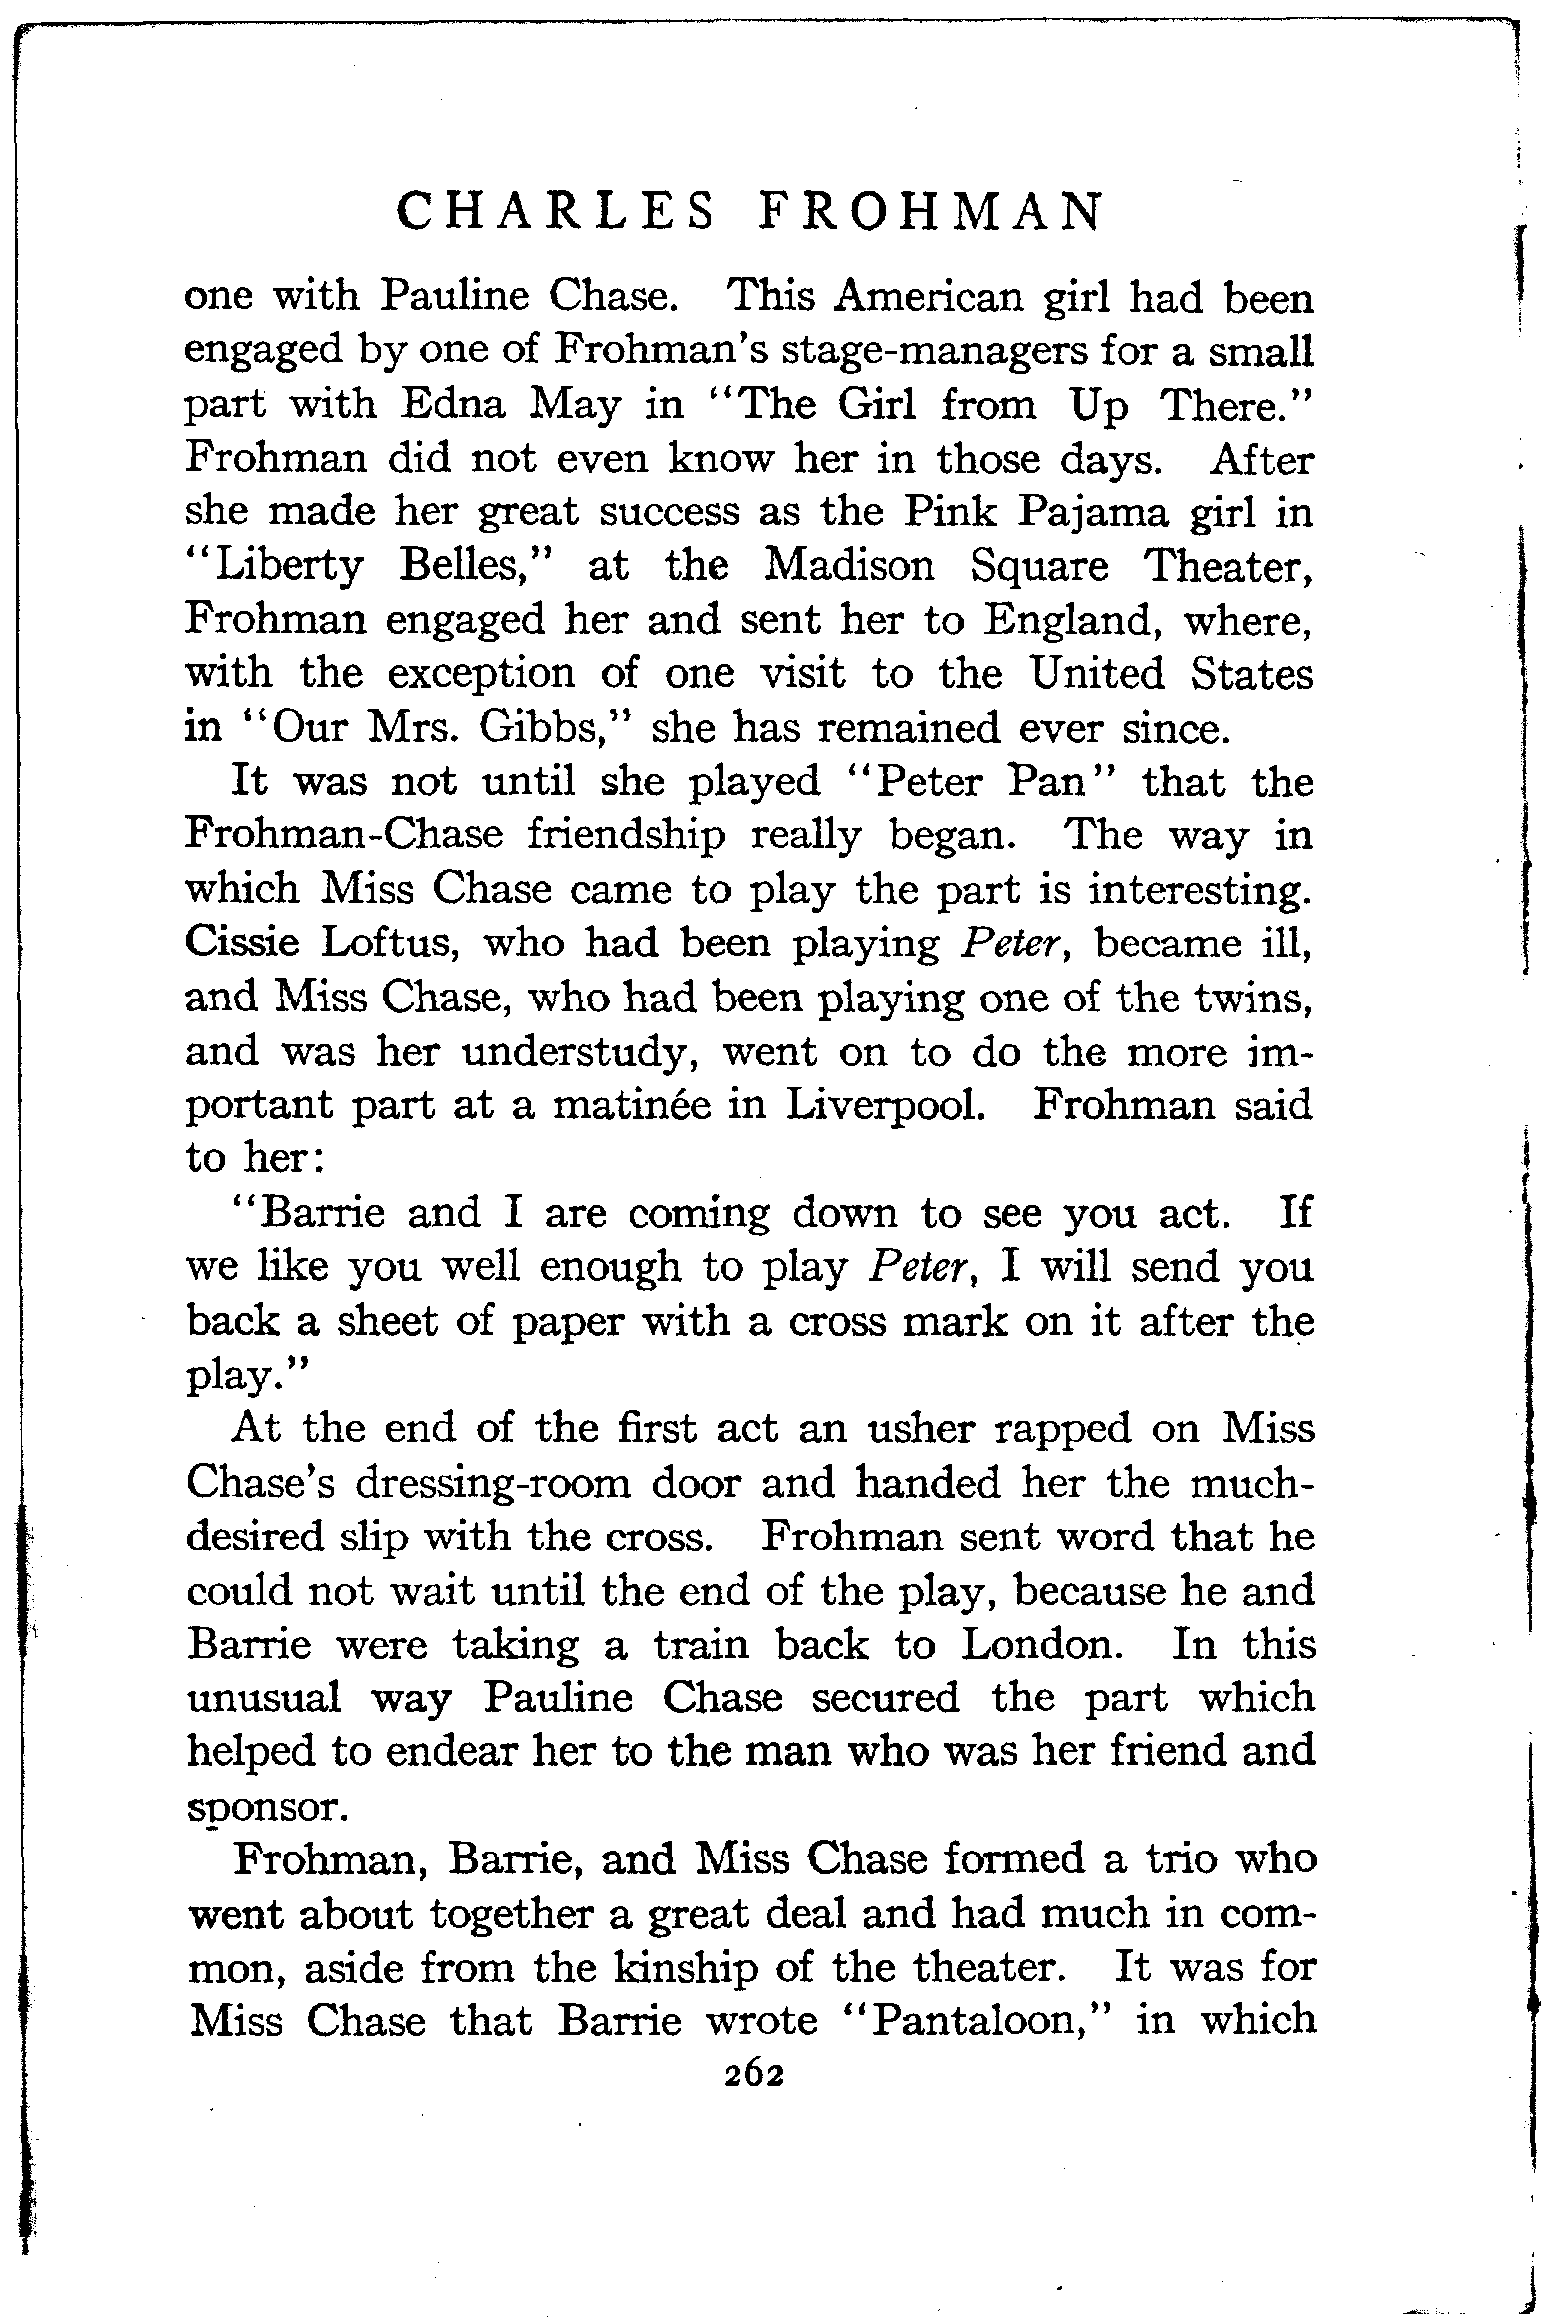 CHARLES FROHMAN
one with Pauline Chase. This American girl had been
engaged by one of Frohman's stage-managers for a small
part with Edna May in "The Girl from Up There."
Frohman did not even know her in those days. After
she made her great success as the Pink Pajama girl in
"Liberty Belles," at the Madison Square Theater,
Frohman engaged her and sent her to England, where,
with the exception of one visit to the United States
in "Our Mrs. Gibbs," she has remained ever since.
It was not until she played "Peter Pan" that the
Frohman-Chase friendship really began. The way in
which Miss Chase came to play the part is interesting.
Cissie Loftus, who had been playing Peter, became ill,
and Miss Chase, who had been playing one of the twins,
and was her understudy, went on to do the more im-
portant part at a matinée in Liverpool. Frohman said
to her:
"Barrie and I are coming down to see you act. If
we like you well enough to play Peter, I will send you
back a sheet of paper with a cross mark on it after the
play."
At the end of the first act an usher rapped on Miss
Chase's dressing-room door and handed her the much-
desired slip with the cross. Frohman sent word that he
could not wait until the end of the play, because he and
Barrie were taking a train back to London. In this
unusual way Pauline Chase secured the part which
helped to endear her to the man who was her friend and
sponsor.
Frohman, Barrie, and Miss Chase formed a trio who
went about together a great deal and had much in com-
mon, aside from the kinship of the theater. It was for
Miss Chase that Barrie wrote "Pantaloon," in which
262